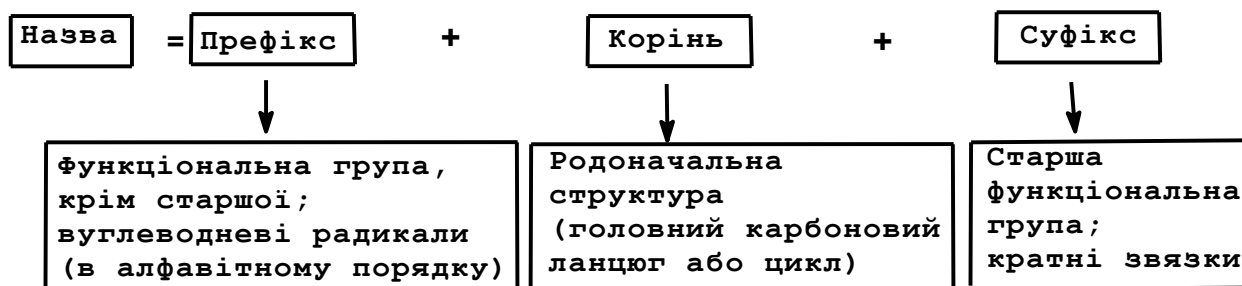 Назва = Префікс + Корінь + Суфікс
Функціональна група,
крім старшої;
вуглеводневі радикали
(в алфавітному порядку)
Родоначальна
структура
(головний карбоновий
ланцюг або цикл)
Старша
функціональна
група;
кратні звязки